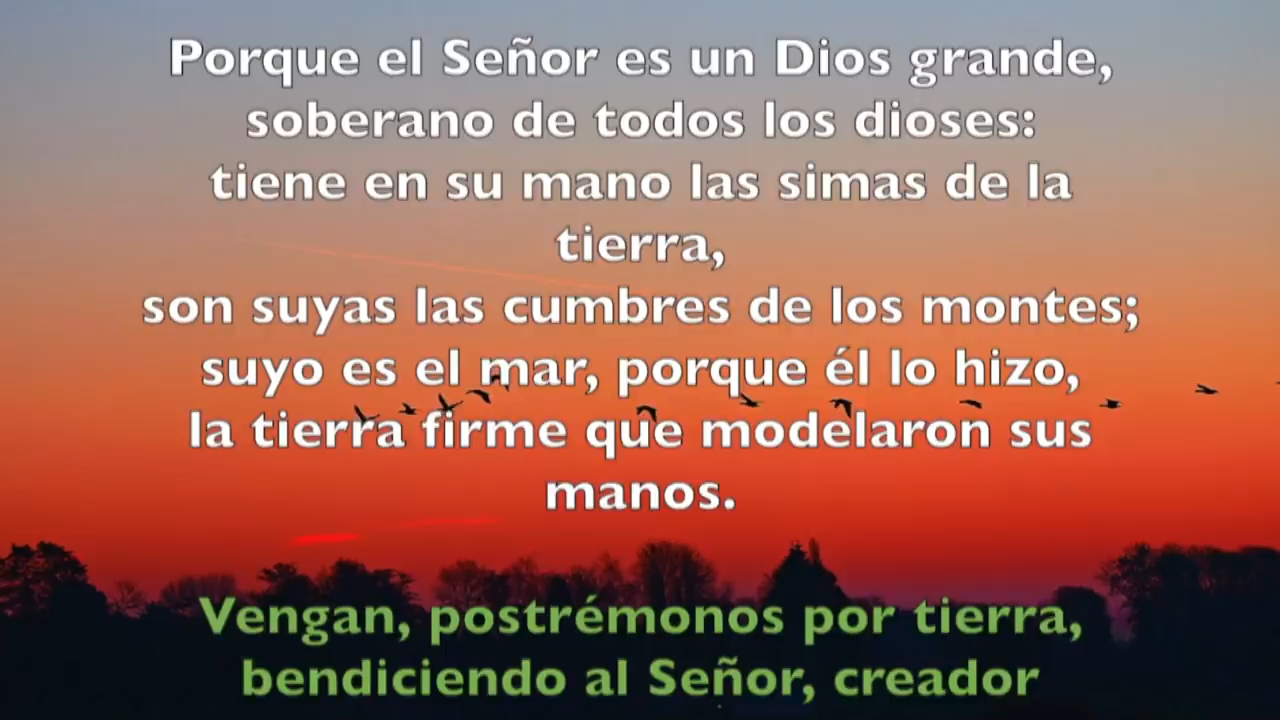 Porque el Señor es un Dios grande,
soberano de todos los dioses:
tiene en su mano las simas de la
tierra,
son suyas las cumbres de los montes;
suyo es el mar, porque él lo hizo,
la tierra firme que modelaron sus
manos.
Vengan, postrémonos por tierra,
bendiciendo al Señor, creador